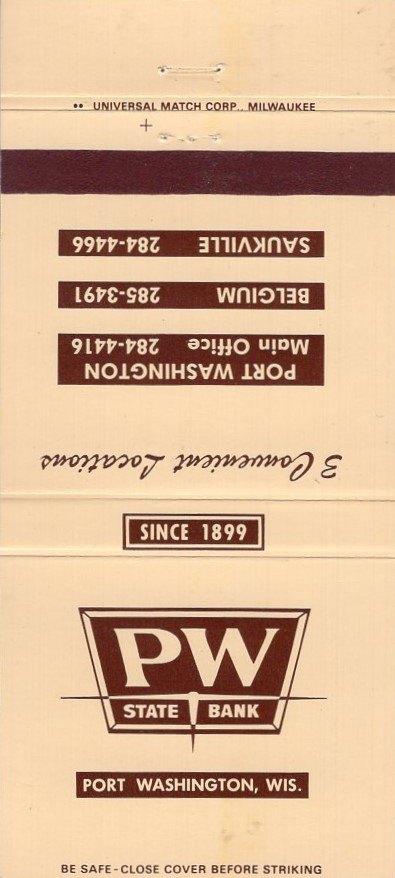 •• UNIVERSAL MATCH CORP., MILWAUKEE
3 Convenient Locations
PORT WASHINGTON
Main Office 284-4416
BELGIUM 285-3491
SAUKVILLE 284-4466
SINCE 1899
PW
STATE BANK
PORT WASHINGTON, WIS.
BE SAFE-CLOSE COVER BEFORE STRIKING